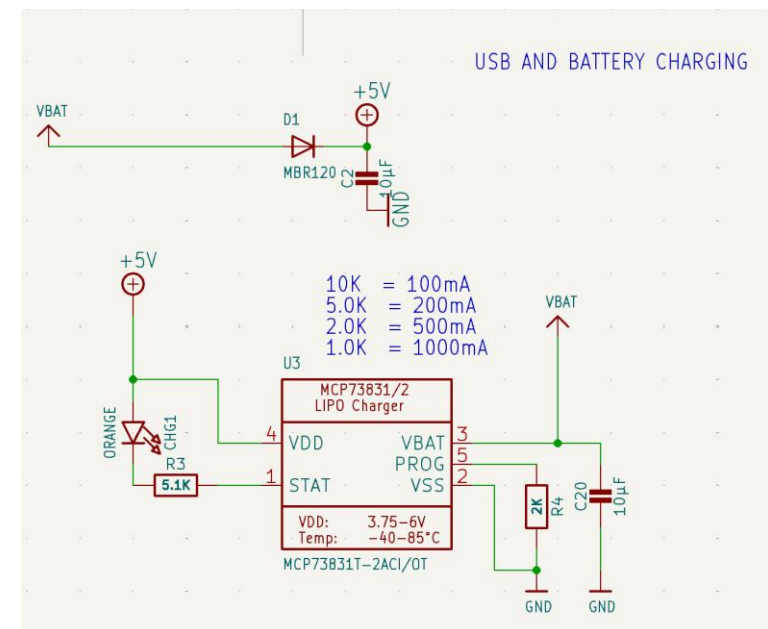 USB AND BATTERY CHARGING
+5V
VBAT
D1
MBR120
C2
10µF
GND
+5V
10K = 100mA
5.0K = 200mA
2.0K = 500mA
1.0K = 1000mA
VBAT
U3
MCP73831/2
LIPO Charger
ORANGE
CHG1
4 VDD
VBAT 3
PROG 5
R3
5.1K
1 STAT
VSS 2
2K
R4
C20
10µF
VDD: 3.75-6V
Temp: -40-85°C
MCP73831T-2ACI/OT
GND
GND